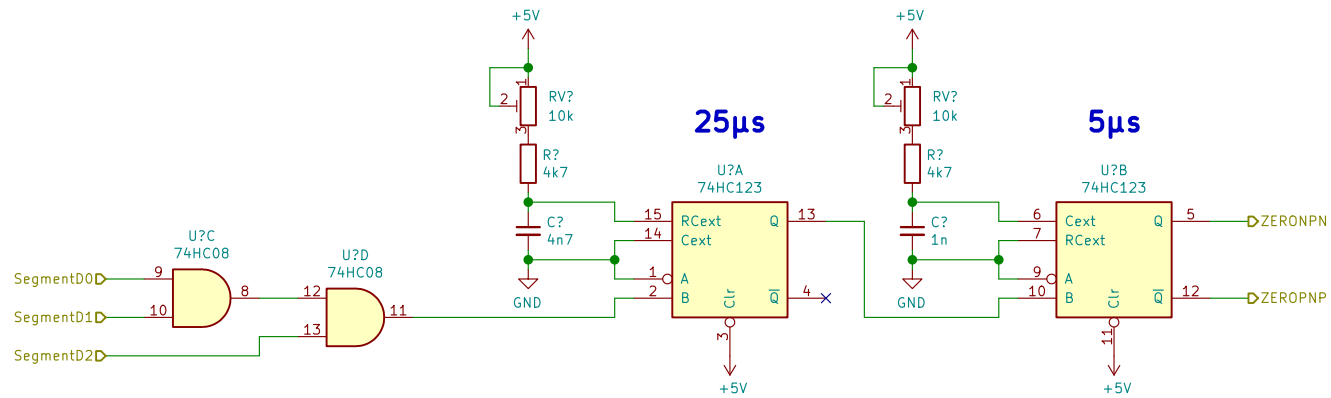 +5V
+5V
1
2
RV?
10k
3
25µs
1
2
RV?
10k
3
5µs
R?
4k7
U?A
74HC123
R?
4k7
U?B
74HC123
C?
4n7
15
RCext
Q
13
14
Cext
1
A
2
B
Clr
Q
4
3
+5V
GND
C?
1n
6
Cext
Q
5
ZERONPN
7
RCext
9
A
10
B
Clr
Q
12
ZEROPNP
11
+5V
GND
U?C
74HC08
SegmentD0
9
8
SegmentD1
10
U?D
74HC08
12
11
13
SegmentD2